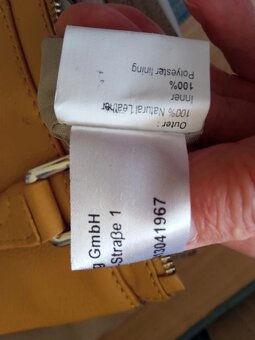 Outer :
100% Natural Leather
Inner
100%
Polyester lining
g GmbH
Straße 1
0041967